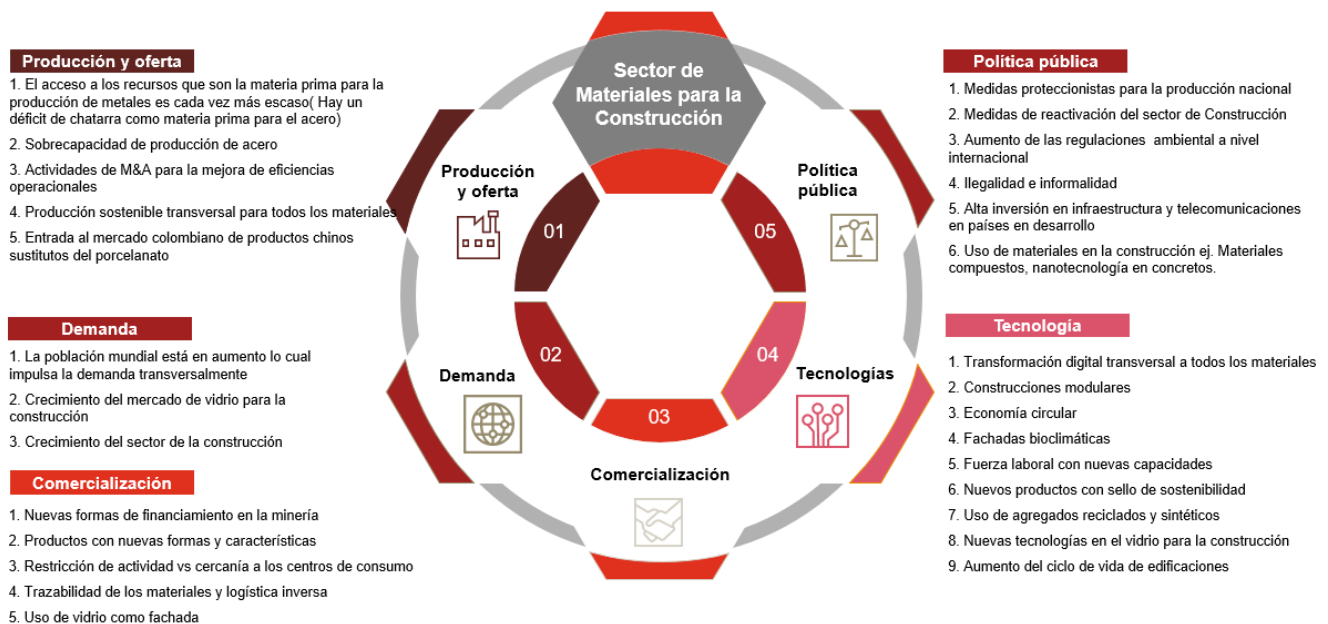 Producción y oferta
1. El acceso a los recursos que son la materia prima para la
producción de metales es cada vez más escaso( Hay un
déficit de chatarra como materia prima para el acero)
2. Sobrecapacidad de producción de acero
3. Actividades de M&A para la mejora de eficiencias
operacionales
4. Producción sostenible transversal para todos los materiales
5. Entrada al mercado colombiano de productos chinos
sustitutos del porcelanato
Demanda
1. La población mundial está en aumento lo cual
impulsa la demanda transversalmente
2. Crecimiento del mercado de vidrio para la
construcción
3. Crecimiento del sector de la construcción
Comercialización
1. Nuevas formas de financiamiento en la minería
2. Productos con nuevas formas y características
3. Restricción de actividad vs cercanía a los centros de consumo
4. Trazabilidad de los materiales y logística inversa
5. Uso de vidrio como fachada
Sector de
Materiales para la
Construcción
Producción
y oferta
01
Demanda
02
03
Comercialización
04
Tecnologías
05
Política
pública
Política pública
1. Medidas proteccionistas para la producción nacional
2. Medidas de reactivación del sector de Construcción
3. Aumento de las regulaciones ambiental a nivel
internacional
4. Ilegalidad e informalidad
5. Alta inversión en infraestructura y telecomunicaciones
en países en desarrollo
6. Uso de materiales en la construcción ej. Materiales
compuestos, nanotecnología en concretos.
Tecnología
1. Transformación digital transversal a todos los materiales
2. Construcciones modulares
3. Economía circular
4. Fachadas bioclimáticas
5. Fuerza laboral con nuevas capacidades
6. Nuevos productos con sello de sostenibilidad
7. Uso de agregados reciclados y sintéticos
8. Nuevas tecnologías en el vidrio para la construcción
9. Aumento del ciclo de vida de edificaciones